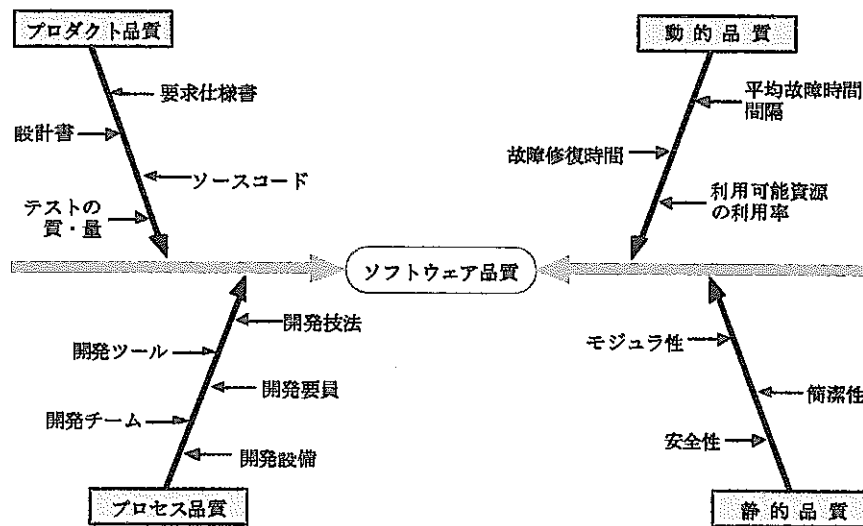 プロダクト品質
動的品質
要求仕様書
平均故障時間
間隔
設計書
故障修復時間
ソースコード
利用可能資源
の利用率
テストの
質・量
ソフトウェア品質
開発技法
モジュラ性
開発ツール
開発要員
簡潔性
開発チーム
安全性
開発設備
プロセス品質
静的品質